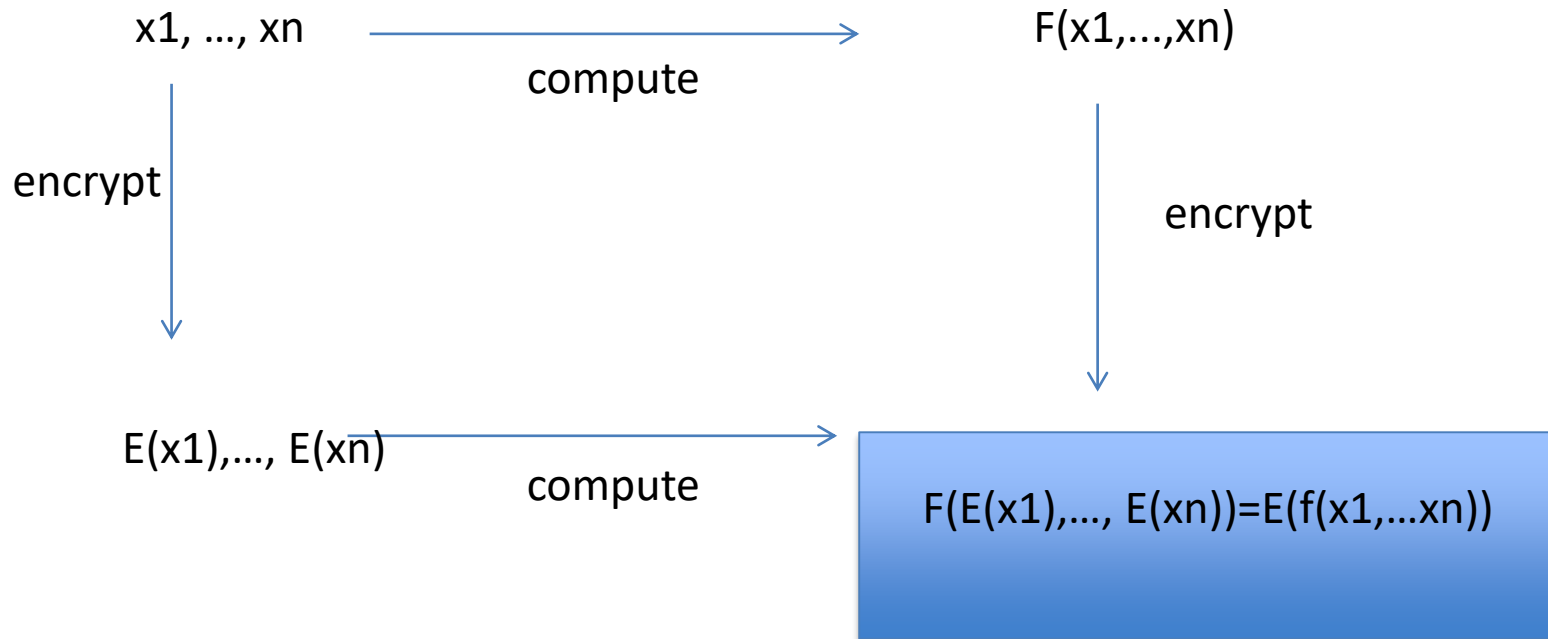 x1, …, xn
F(x1,...,xn)
compute
encrypt
encrypt
E(x1),…, E(xn)
compute
F(E(x1),…, E(xn))=E(f(x1,…xn))